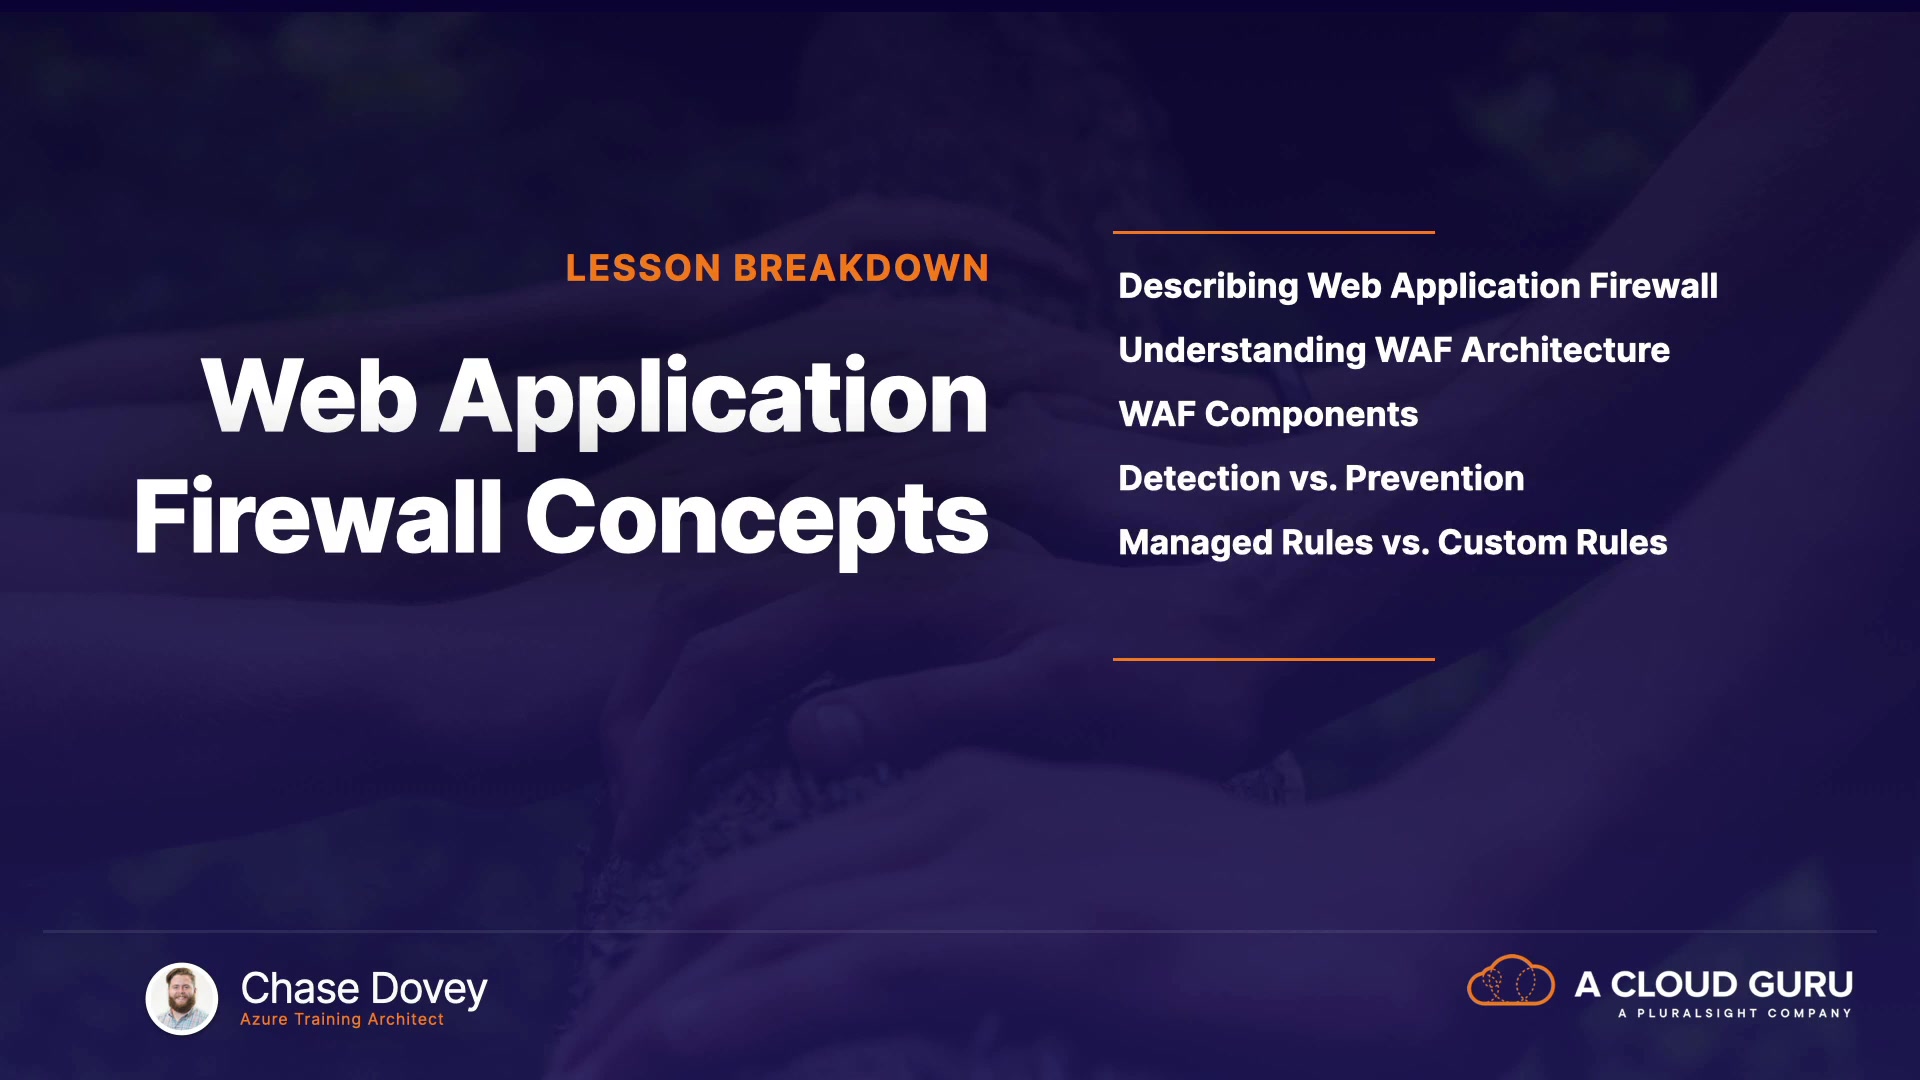 LESSON BREAKDOWN
Web Application
Firewall Concepts
Describing Web Application Firewall
Understanding WAF Architecture
WAF Components
Detection vs. Prevention
Managed Rules vs. Custom Rules
Chase Dovey
Azure Training Architect
A CLOUD GURU
A PLURALSIGHT COMPANY